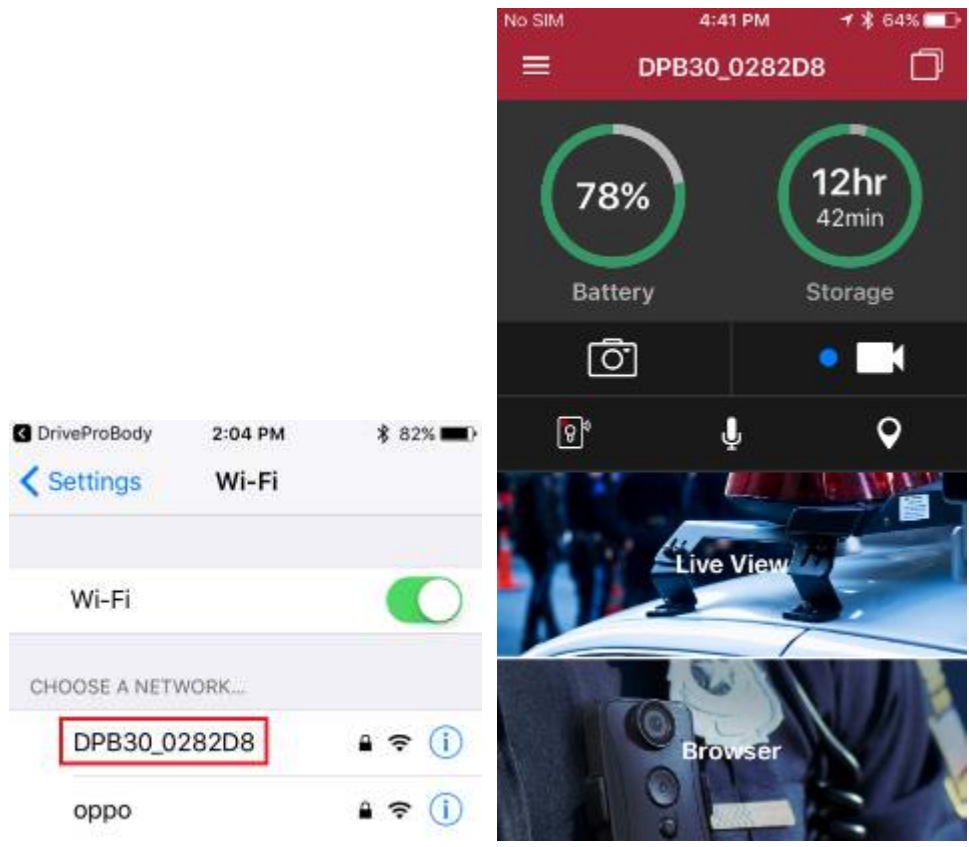 DriveProBody 2:04 PM 82%
Settings Wi-Fi
Wi-Fi
CHOOSE A NETWORK...
DPB30_0282D8
oppo
No SIM 4:41 PM 64%
DPB30_0282D8
78% 12hr
42min
Battery Storage
Live View
Browser